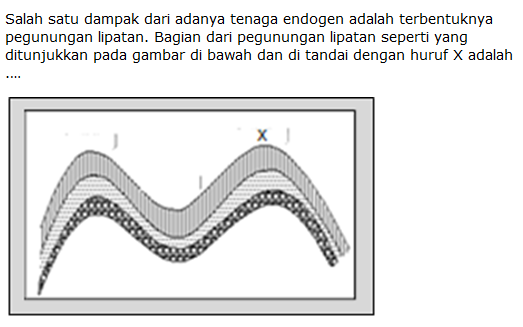 Salah satu dampak dari adanya tenaga endogen adalah terbentuknya
pegunungan lipatan. Bagian dari pegunungan lipatan seperti yang
ditunjukkan pada gambar di bawah dan di tandai dengan huruf X adalah
....
X